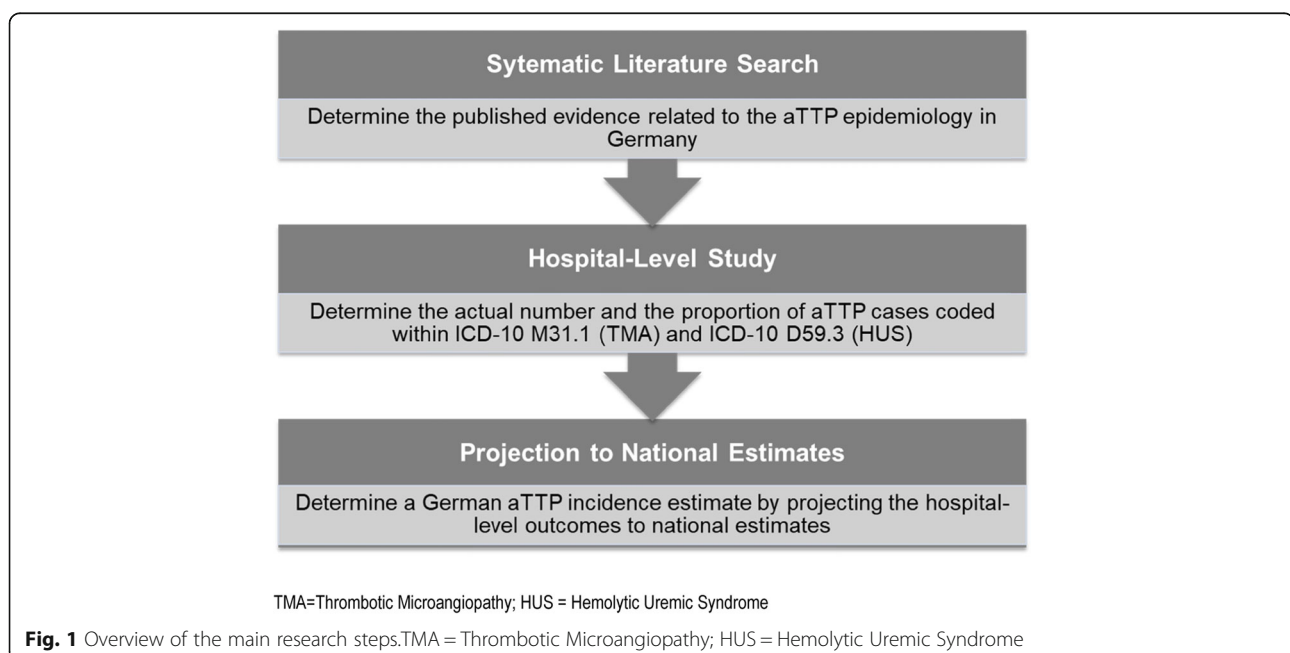 Sytematic Literature Search
Determine the published evidence related to the aTTP epidemiology in
Germany
Hospital-Level Study
Determine the actual number and the proportion of aTTP cases coded
within ICD-10 M31.1 (TMA) and ICD-10 D59.3 (HUS)
Projection to National Estimates
Determine a German aTTP incidence estimate by projecting the hospital-
level outcomes to national estimates
TMA=Thrombotic Microangiopathy; HUS = Hemolytic Uremic Syndrome
Fig. 1 Overview of the main research steps.TMA = Thrombotic Microangiopathy; HUS = Hemolytic Uremic Syndrome